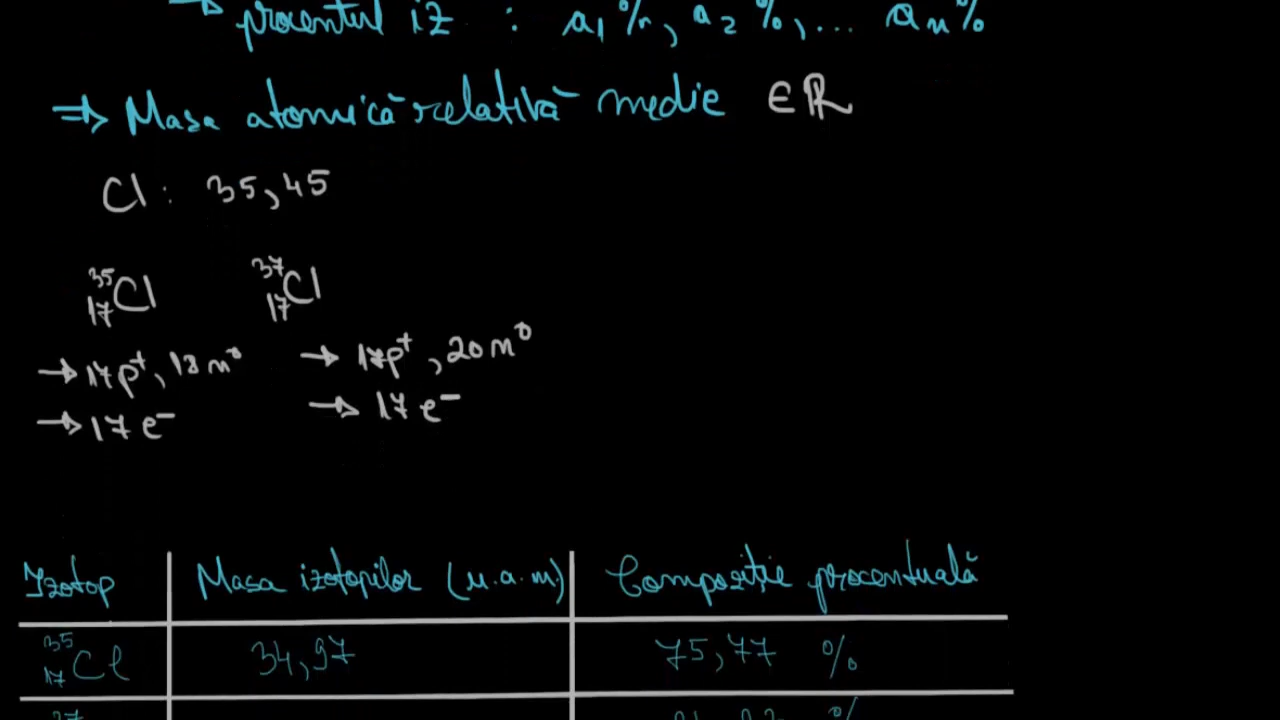 procentul iz : a₁%, a₂%, ... aₙ%
⇒ Masa atomică relativă medie ∈ ℝ
Cl : 35,45
³⁵₁₇Cl ³⁷₁₇Cl
→ 17p⁺, 18n⁰ → 17p⁺, 20n⁰
→ 17e⁻ → 17e⁻
Izotop Masa izotopilor (u.a.m.) Compoziție procentuală
³⁵₁₇Cl 34,97 75,77 %
37 %